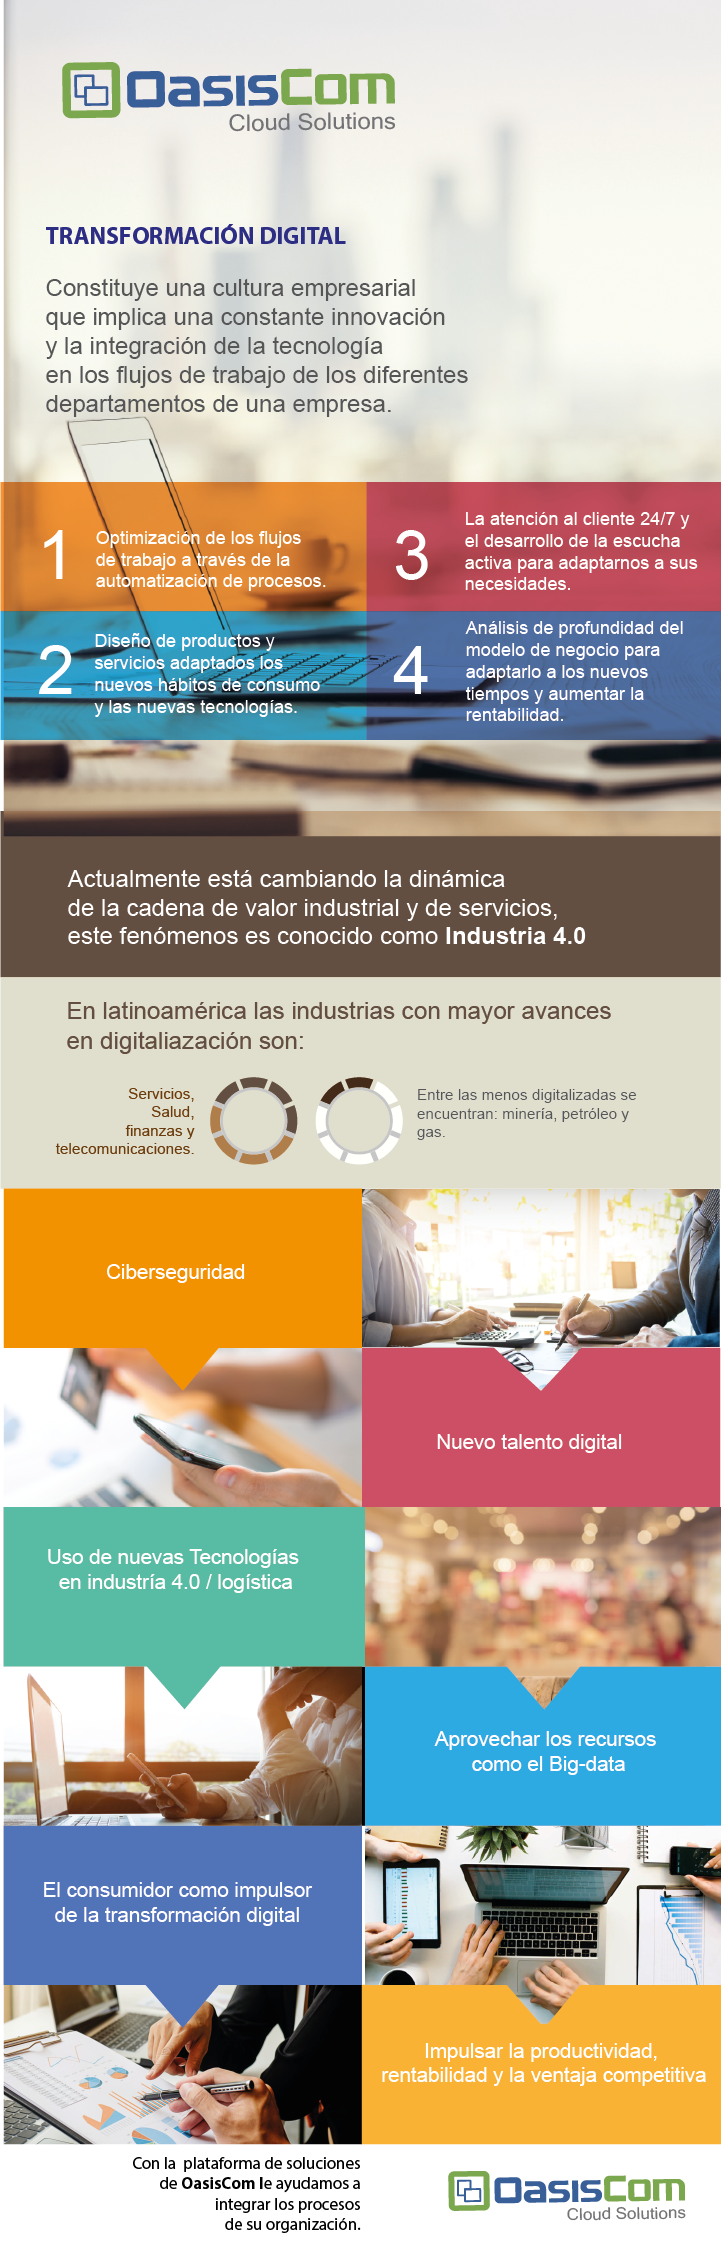 OasisCom
Cloud Solutions
TRANSFORMACIÓN DIGITAL
Constituye una cultura empresarial
que implica una constante innovación
y la integración de la tecnología
en los flujos de trabajo de los diferentes
departamentos de una empresa.
1
Optimización de los flujos
de trabajo a través de la
automatización de procesos.
2
Diseño de productos y
servicios adaptados los
nuevos hábitos de consumo
y las nuevas tecnologías.
3
La atención al cliente 24/7 y
el desarrollo de la escucha
activa para adaptarnos a sus
necesidades.
4
Análisis de profundidad del
modelo de negocio para
adaptarlo a los nuevos
tiempos y aumentar la
rentabilidad.
Actualmente está cambiando la dinámica
de la cadena de valor industrial y de servicios,
este fenómenos es conocido como Industria 4.0
En latinoamérica las industrias con mayor avances
en digitaliazación son:
Servicios,
Salud,
finanzas y
telecomunicaciones.
Entre las menos digitalizadas se
encuentran: minería, petróleo y
gas.
Ciberseguridad
Nuevo talento digital
Uso de nuevas Tecnologías
en industría 4.0 / logística
Aprovechar los recursos
como el Big-data
El consumidor como impulsor
de la transformación digital
Impulsar la productividad,
rentabilidad y la ventaja competitiva
Con la plataforma de soluciones
de OasisCom le ayudamos a
integrar los procesos
de su organización.
OasisCom
Cloud Solutions